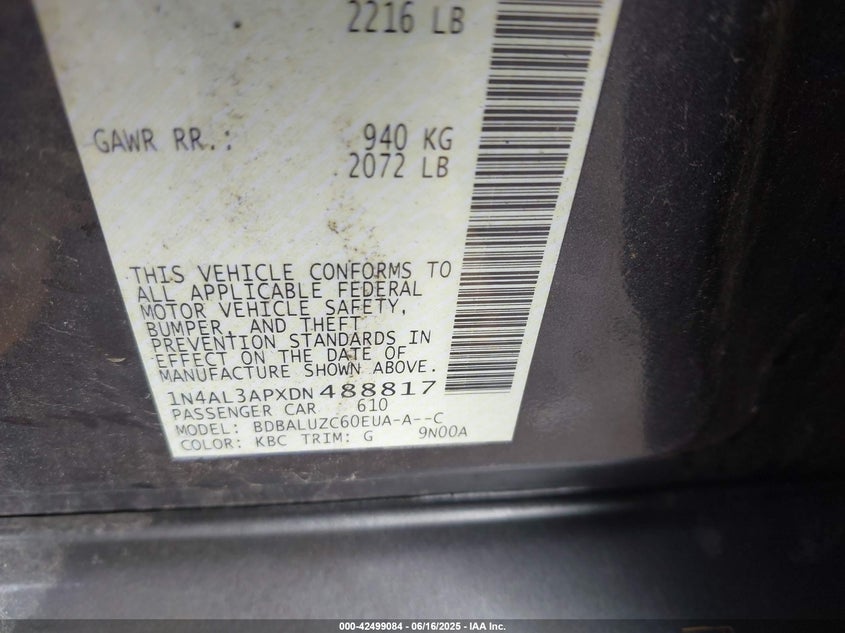 2216 LB
GAWR RR.: 940 KG
2072 LB
THIS VEHICLE CONFORMS TO
ALL APPLICABLE FEDERAL
MOTOR VEHICLE SAFETY,
BUMPER, AND THEFT
PREVENTION STANDARDS IN
EFFECT ON THE DATE OF
MANUFACTURE SHOWN ABOVE.
1N4AL3APXDN488817
PASSENGER CAR 610
MODEL: BDBALUZC60EUA-A--C
COLOR: KBC TRIM: G 9N00A
000-42499084 - 06/16/2025 - IAA Inc.